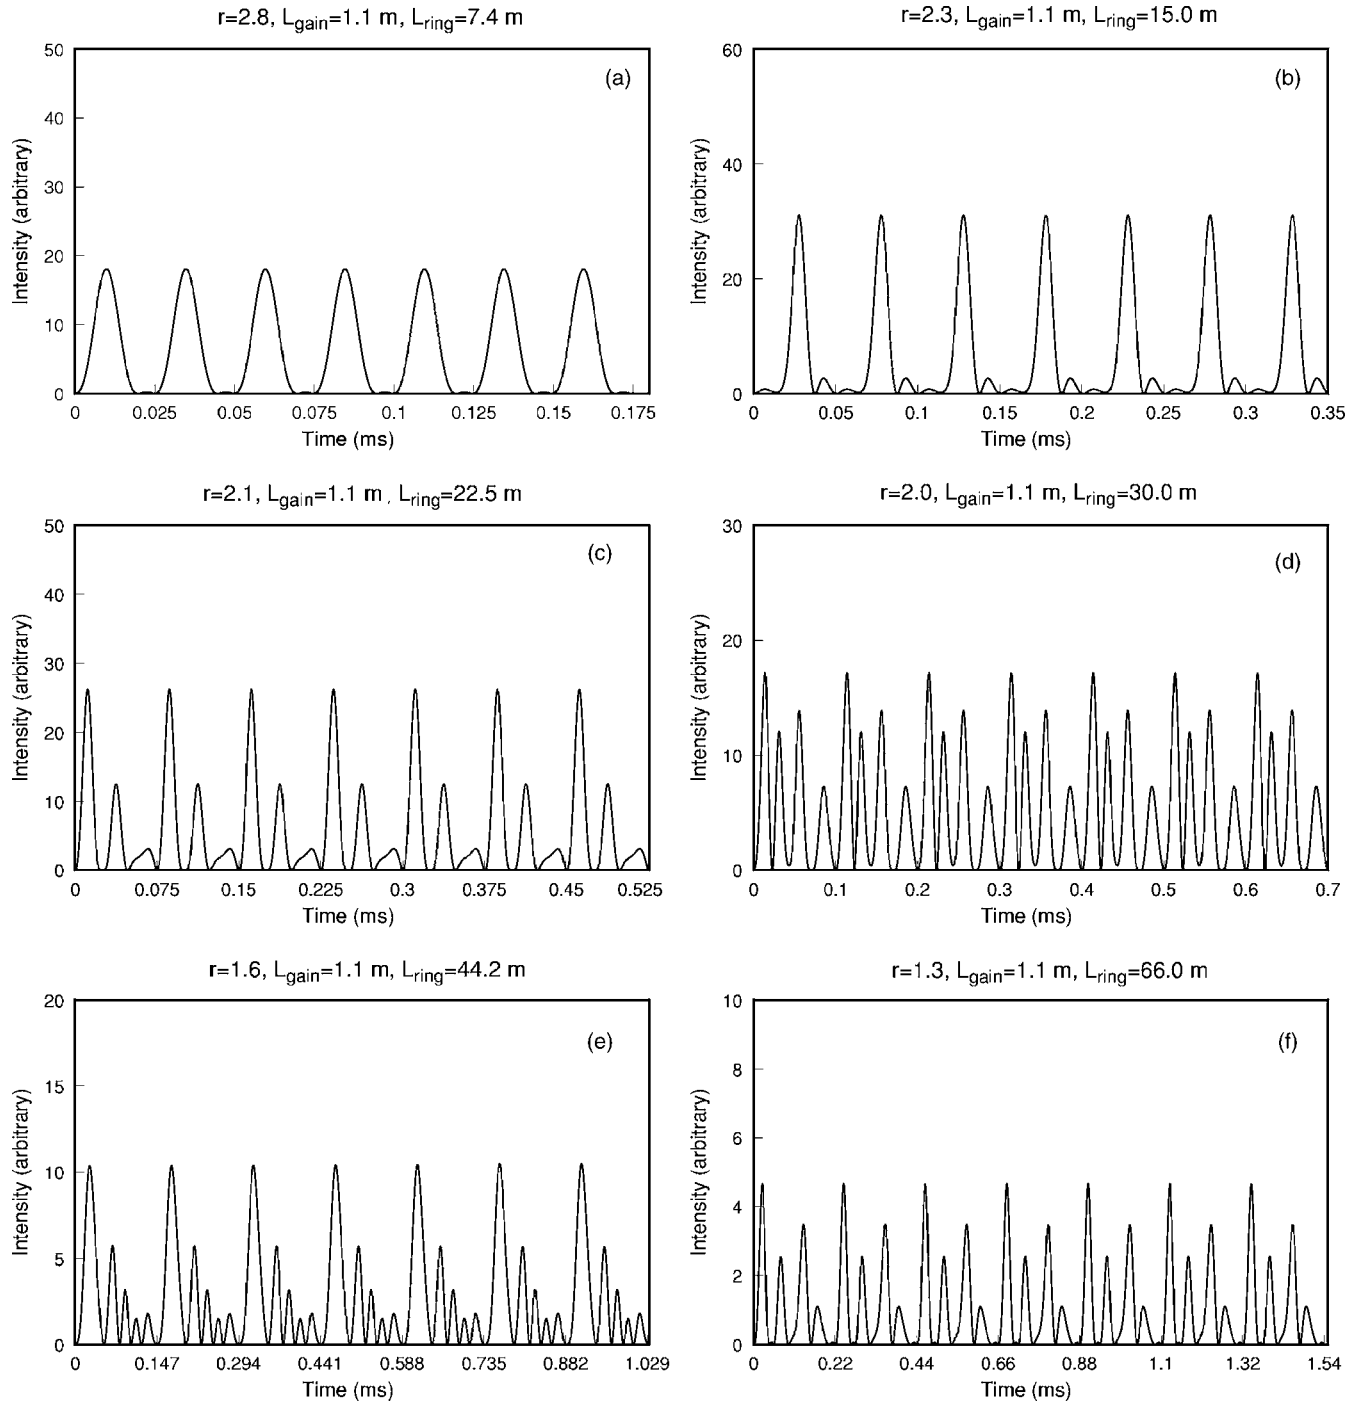 r=2.8, Lgain=1.1 m, Lring=7.4 m
50
40
30
20
10
0
(a)
Intensity (arbitrary)
0 0.025 0.05 0.075 0.1 0.125 0.15 0.175
Time (ms)
r=2.3, Lgain=1.1 m, Lring=15.0 m
60
40
20
0
(b)
Intensity (arbitrary)
0 0.05 0.1 0.15 0.2 0.25 0.3 0.35
Time (ms)
r=2.1, Lgain=1.1 m, Lring=22.5 m
50
40
30
20
10
0
(c)
Intensity (arbitrary)
0 0.075 0.15 0.225 0.3 0.375 0.45 0.525
Time (ms)
r=2.0, Lgain=1.1 m, Lring=30.0 m
30
20
10
0
(d)
Intensity (arbitrary)
0 0.1 0.2 0.3 0.4 0.5 0.6 0.7
Time (ms)
r=1.6, Lgain=1.1 m, Lring=44.2 m
20
15
10
5
0
(e)
Intensity (arbitrary)
0 0.147 0.294 0.441 0.588 0.735 0.882 1.029
Time (ms)
r=1.3, Lgain=1.1 m, Lring=66.0 m
10
8
6
4
2
0
(f)
Intensity (arbitrary)
0 0.22 0.44 0.66 0.88 1.1 1.32 1.54
Time (ms)